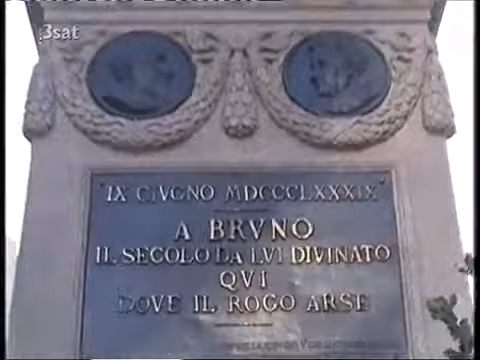 3sat
IX GIVGNO MDCCCLXXXIX
A BRVNO
IL SECOLO DA LVI DIVINATO
QVI
DOVE IL ROGO ARSE